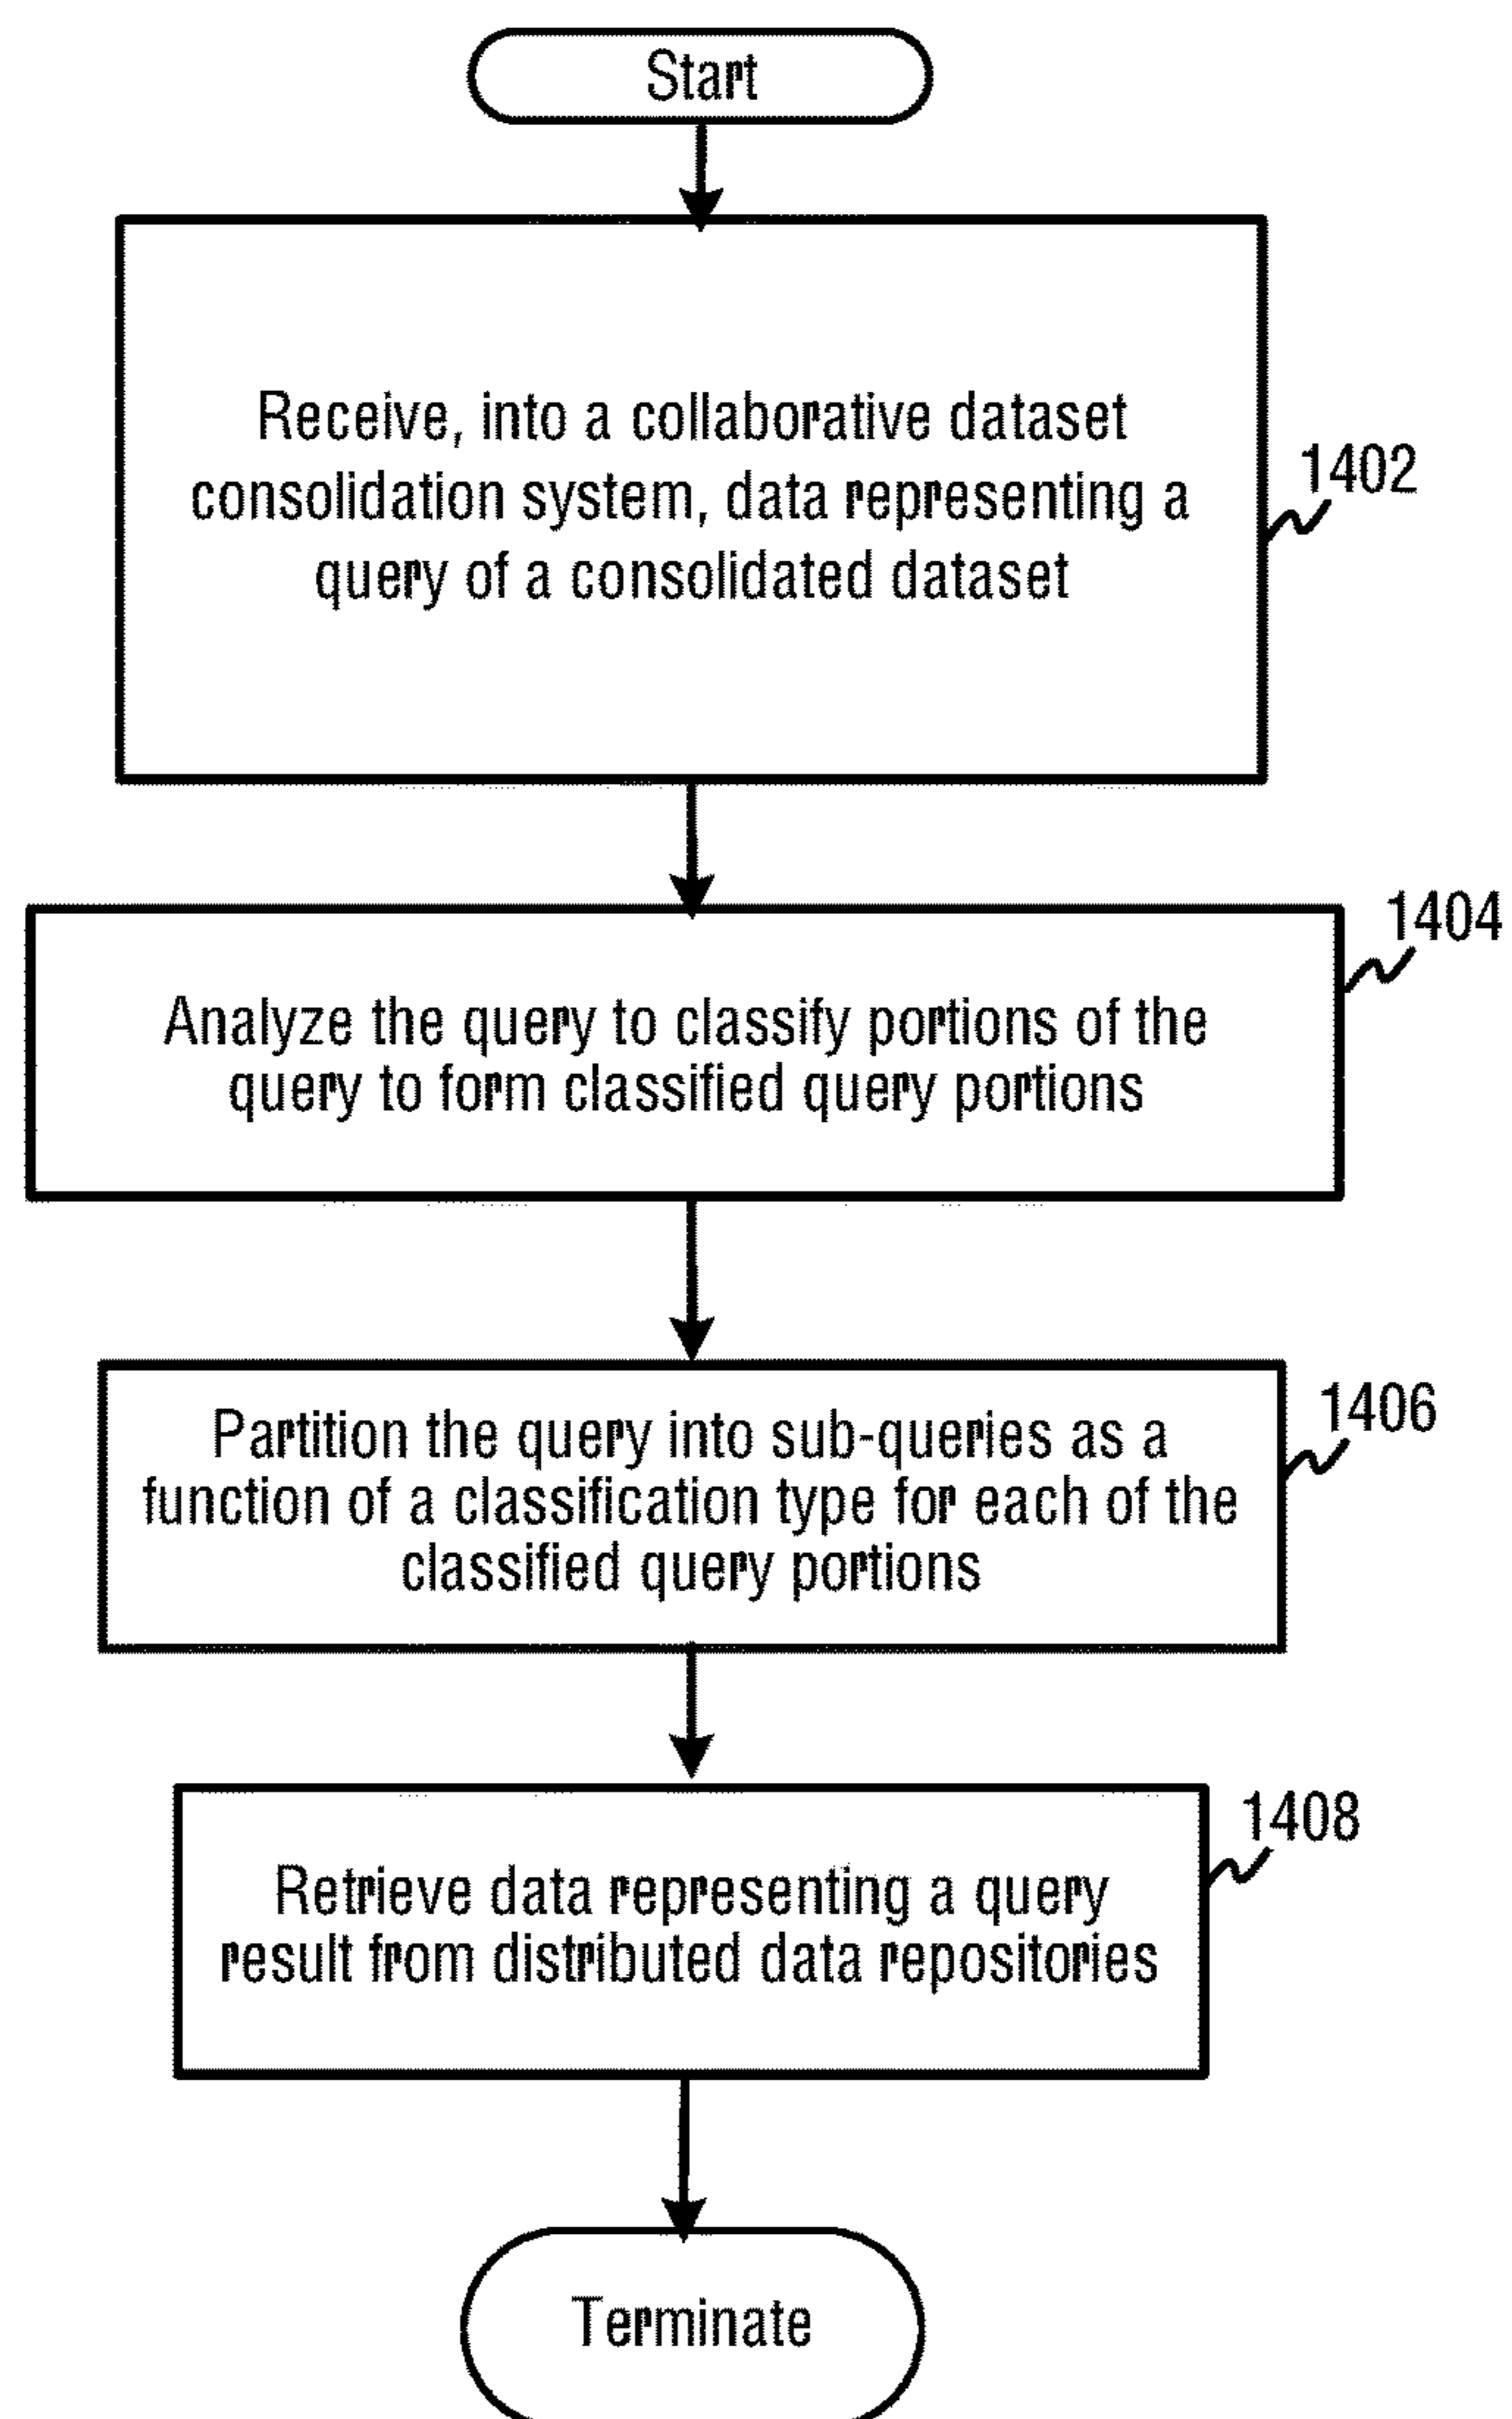 Start
Receive, into a collaborative dataset
consolidation system, data representing a
query of a consolidated dataset
1402
1404
Analyze the query to classify portions of the
query to form classified query portions
1406
Partition the query into sub-queries as a
function of a classification type for each of the
classified query portions
1408
Retrieve data representing a query
result from distributed data repositories
Terminate